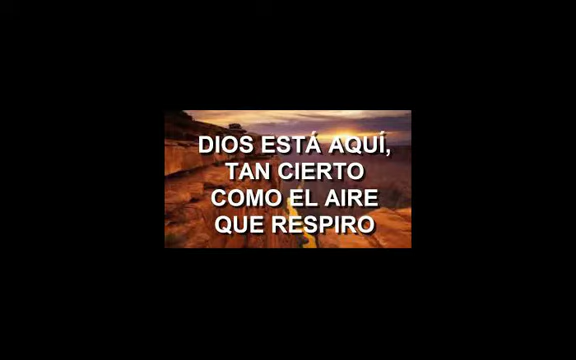 DIOS ESTÁ AQUÍ,
TAN CIERTO
COMO EL AIRE
QUE RESPIRO